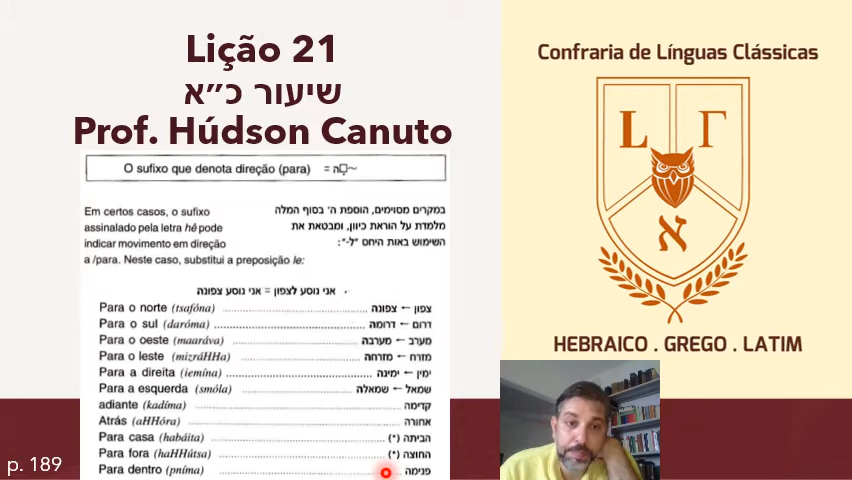 Lição 21
שיעור כ״א
Prof. Húdson Canuto
O sufixo que denota direção (para) =
Em certos casos, o sufixo
assinalado pela letra hê pode
indicar movimento em direção
a /para. Neste caso, substitui a preposição le:
במקרים מסוימים, הוספת ה' בסוף המלה
מלמדת על הוראת כיוון, ומבטאת את
השימוש באות היחס "ל-":
אני נוסע לצפון = אני נוסע צפונה
Para o norte (tsafóna) צפון ← צפונה
Para o sul (daróma) דרום ← דרומה
Para o oeste (maaráva) מערב ← מערבה
Para o leste (mizráHHa) מזרח ← מזרחה
Para a direita (iemína) ימין ← ימינה
Para a esquerda (smóla) שמאל ← שמאלה
adiante (kadíma) קדימה
Atrás (aHHóra) אחורה
Para casa (habáita) הביתה (*)
Para fora (haHHútsa) החוצה (*)
Para dentro (pníma) פנימה
p. 189
Confraria de Línguas Clássicas
L Γ
א
HEBRAICO . GREGO . LATIM